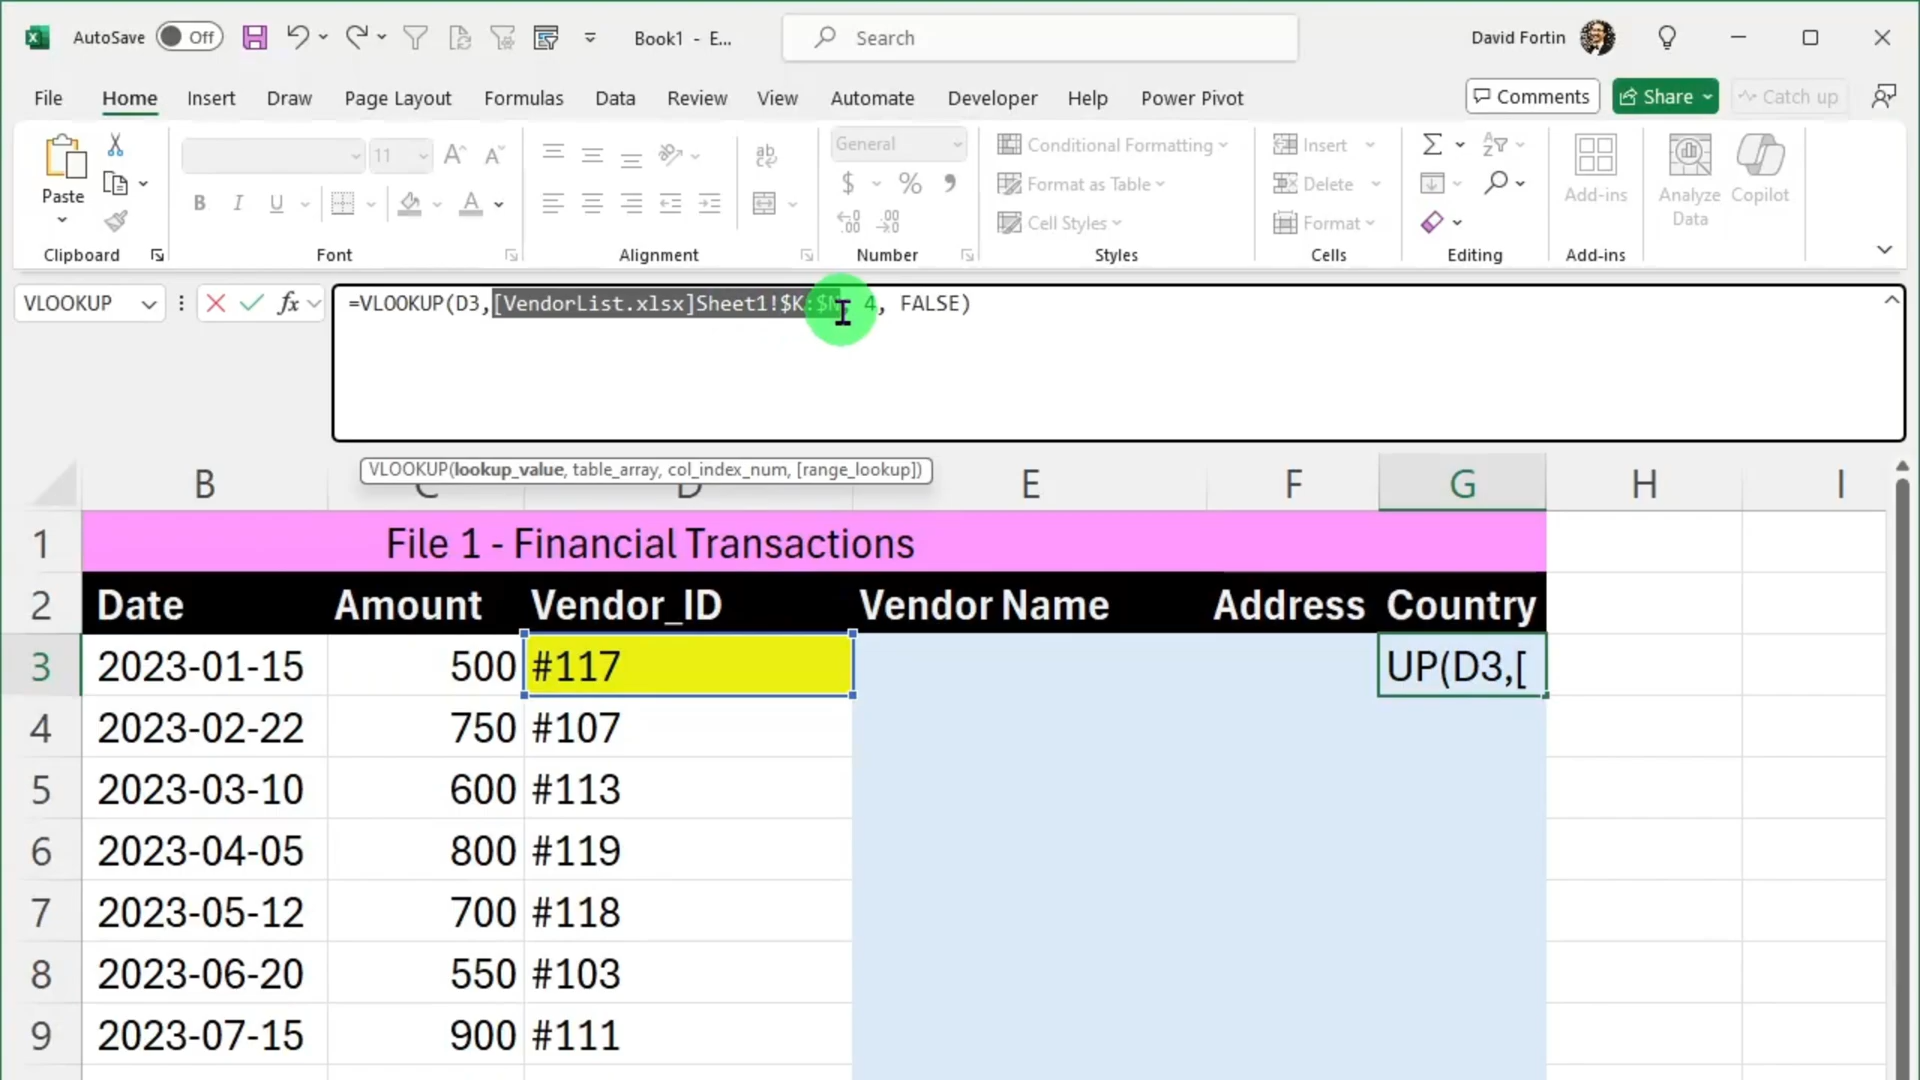 AutoSave Off Book1 - E... Search David Fortin
File Home Insert Draw Page Layout Formulas Data Review View Automate Developer Help Power Pivot Comments Share Catch up
Paste 11 General Conditional Formatting Insert Add-ins Analyze Data Copilot
B I U $ % Format as Table Delete
Cell Styles Format
Clipboard Font Alignment Number Styles Cells Editing Add-ins
VLOOKUP fx =VLOOKUP(D3,[VendorList.xlsx]Sheet1!$K:$N, 4, FALSE)
VLOOKUP(lookup_value, table_array, col_index_num, [range_lookup])
B C D E F G H I
1 File 1 - Financial Transactions
2 Date Amount Vendor_ID Vendor Name Address Country
3 2023-01-15 500 #117 UP(D3,[
4 2023-02-22 750 #107
5 2023-03-10 600 #113
6 2023-04-05 800 #119
7 2023-05-12 700 #118
8 2023-06-20 550 #103
9 2023-07-15 900 #111